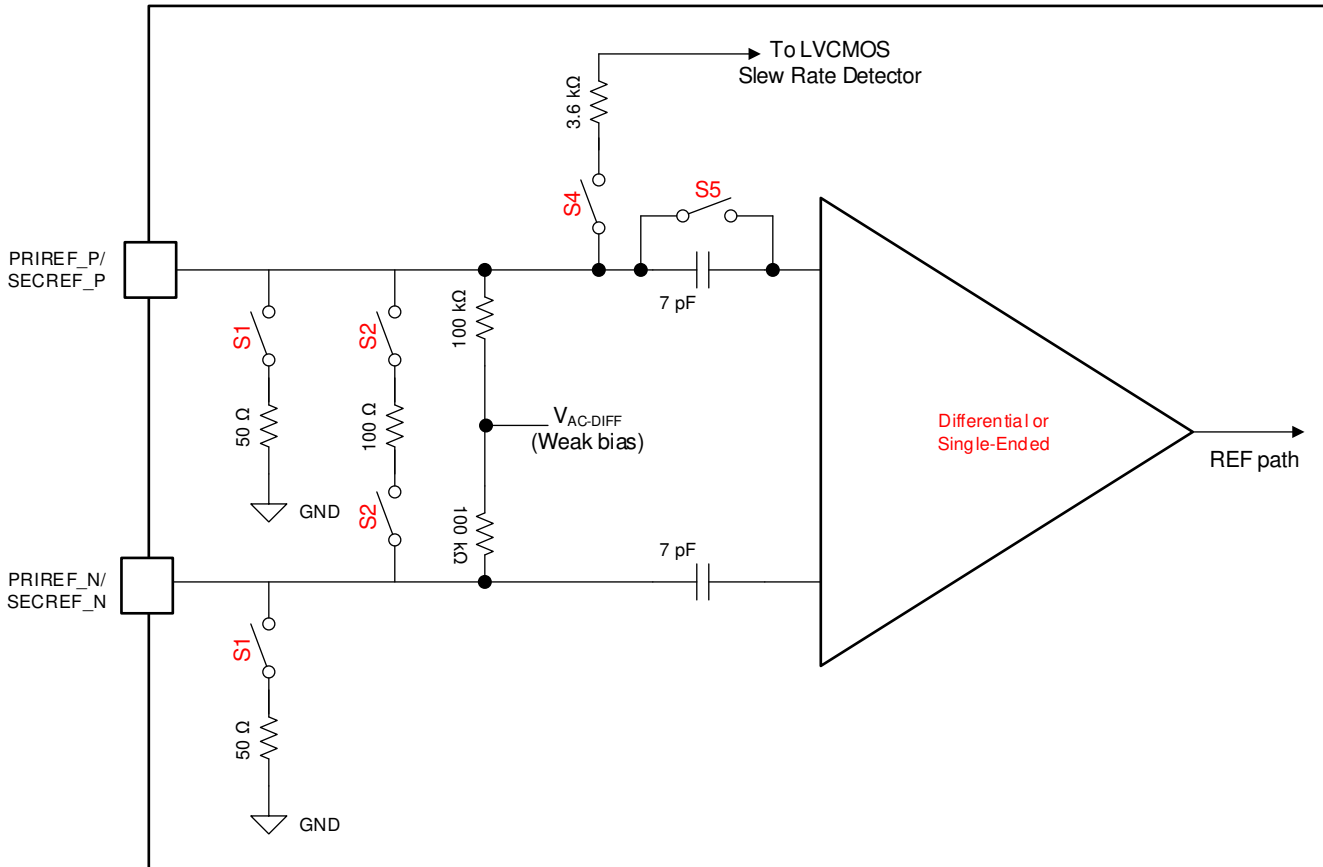 To LVCMOS
Slew Rate Detector
3.6 kΩ
S4
S5
PRIREF_P/
SECREF_P
7 pF
100 kΩ
S1
S2
50 Ω
100 Ω
V_AC-DIFF
(Weak bias)
Differential or
Single-Ended
REF path
GND
S2
100 kΩ
7 pF
PRIREF_N/
SECREF_N
S1
50 Ω
GND